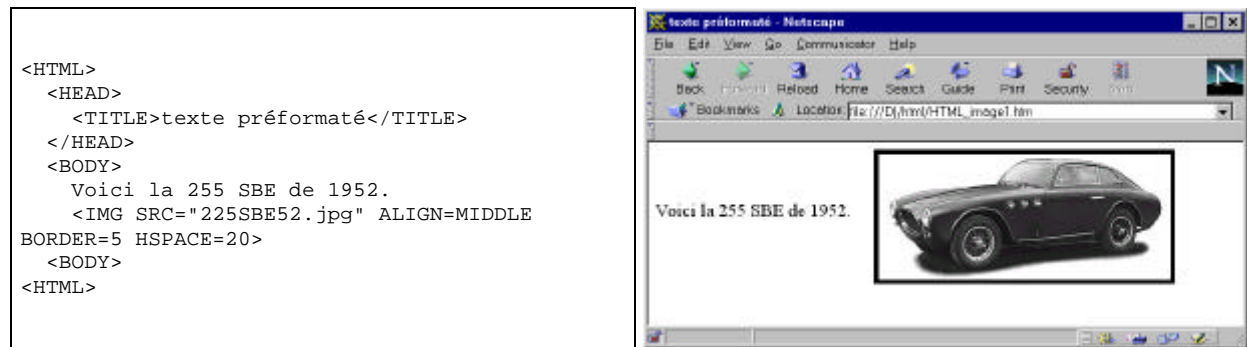 <HTML>
<HEAD>
<TITLE>texte préformaté</TITLE>
</HEAD>
<BODY>
Voici la 255 SBE de 1952.
<IMG SRC="225SBE52.jpg" ALIGN=MIDDLE
BORDER=5 HSPACE=20>
<BODY>
<HTML>
texte préformaté - Netscape
File Edit View Go Communicator Help
N
Back Forward Reload Home Search Guide Print Security
Bookmarks Location: file:///D|/html/HTML_image1.htm
Voici la 255 SBE de 1952.